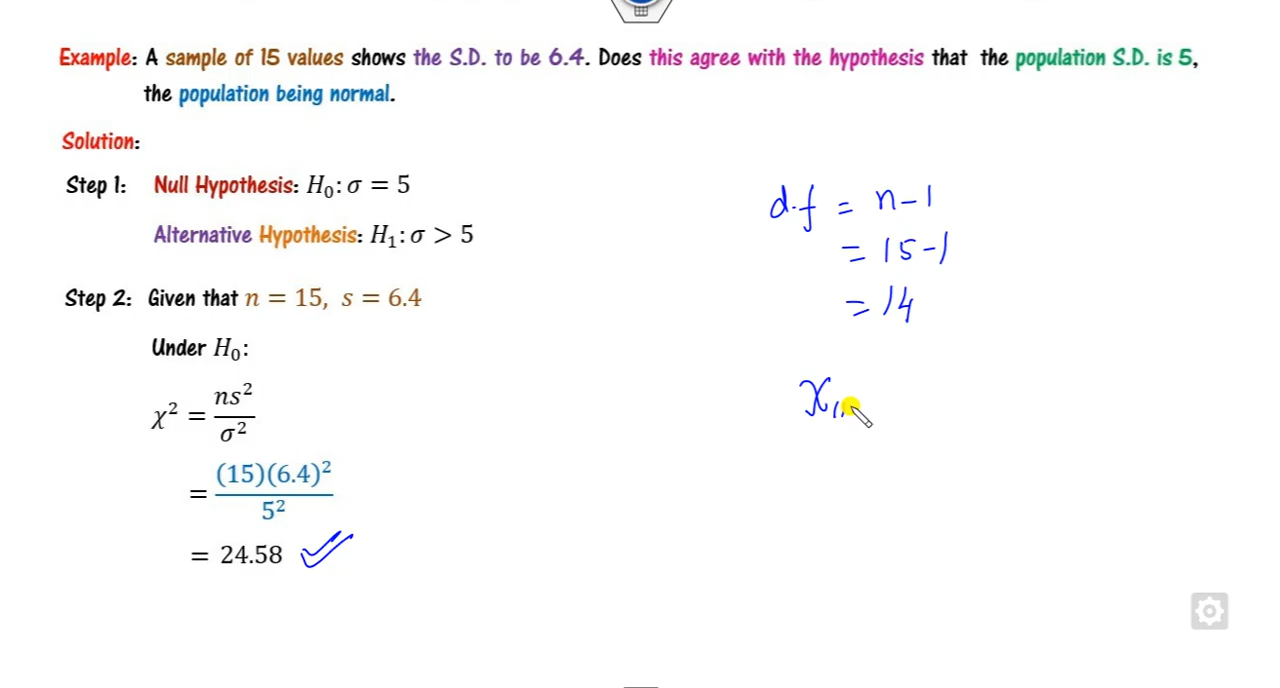 Example: A sample of 15 values shows the S.D. to be 6.4. Does this agree with the hypothesis that the population S.D. is 5,
the population being normal.
Solution:
Step 1: Null Hypothesis: H₀: σ = 5
Alternative Hypothesis: H₁: σ > 5
Step 2: Given that n = 15, s = 6.4
Under H₀:
χ² = ns²/σ²
= (15)(6.4)²/5²
= 24.58
d.f = n-1
= 15-1
= 14
χ